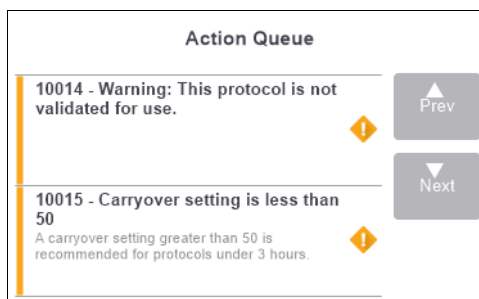 Action Queue
10014 - Warning: This protocol is not
validated for use.
Prev
10015 - Carryover setting is less than
50
A carryover setting greater than 50 is
recommended for protocols under 3 hours.
Next